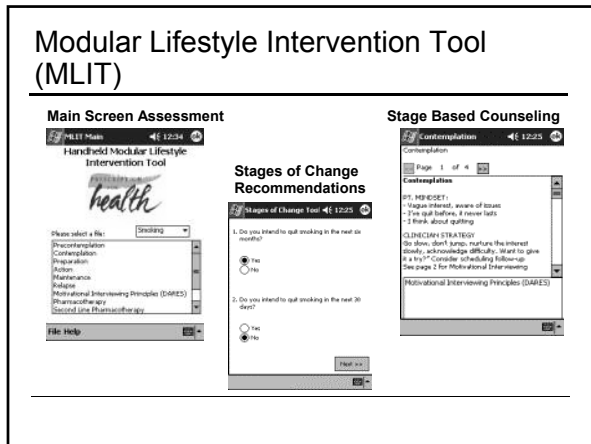 Modular Lifestyle Intervention Tool
(MLIT)
Main Screen Assessment
MLIT Main 12:34 ok
Handheld Modular Lifestyle
Intervention Tool
PRESCRIPTION FOR
health
Please select a file: Smoking
Precontemplation
Contemplation
Preparation
Action
Maintenance
Relapse
Motivational Interviewing Principles (DARES)
Pharmacotherapy
Second Line Pharmacotherapy
File Help
Stages of Change
Recommendations
Stages of Change Tool 12:25 ok
1. Do you intend to quit smoking in the next six
months?
Yes
No
2. Do you intend to quit smoking in the next 30
days?
Yes
No
Next >>
Stage Based Counseling
Contemplation 12:25 ok
Contemplation
<< Page 1 of 4 >>
Contemplation
PT. MINDSET:
- Vague interest, aware of issues
- I've quit before, it never lasts
- I think about quitting
CLINICIAN STRATEGY
Go slow, don't jump, nurture the interest
slowly, acknowledge difficulty. Want to give
it a try?" Consider scheduling follow-up
See page 2 for Motivational Interviewing
Motivational Interviewing Principles (DARES)